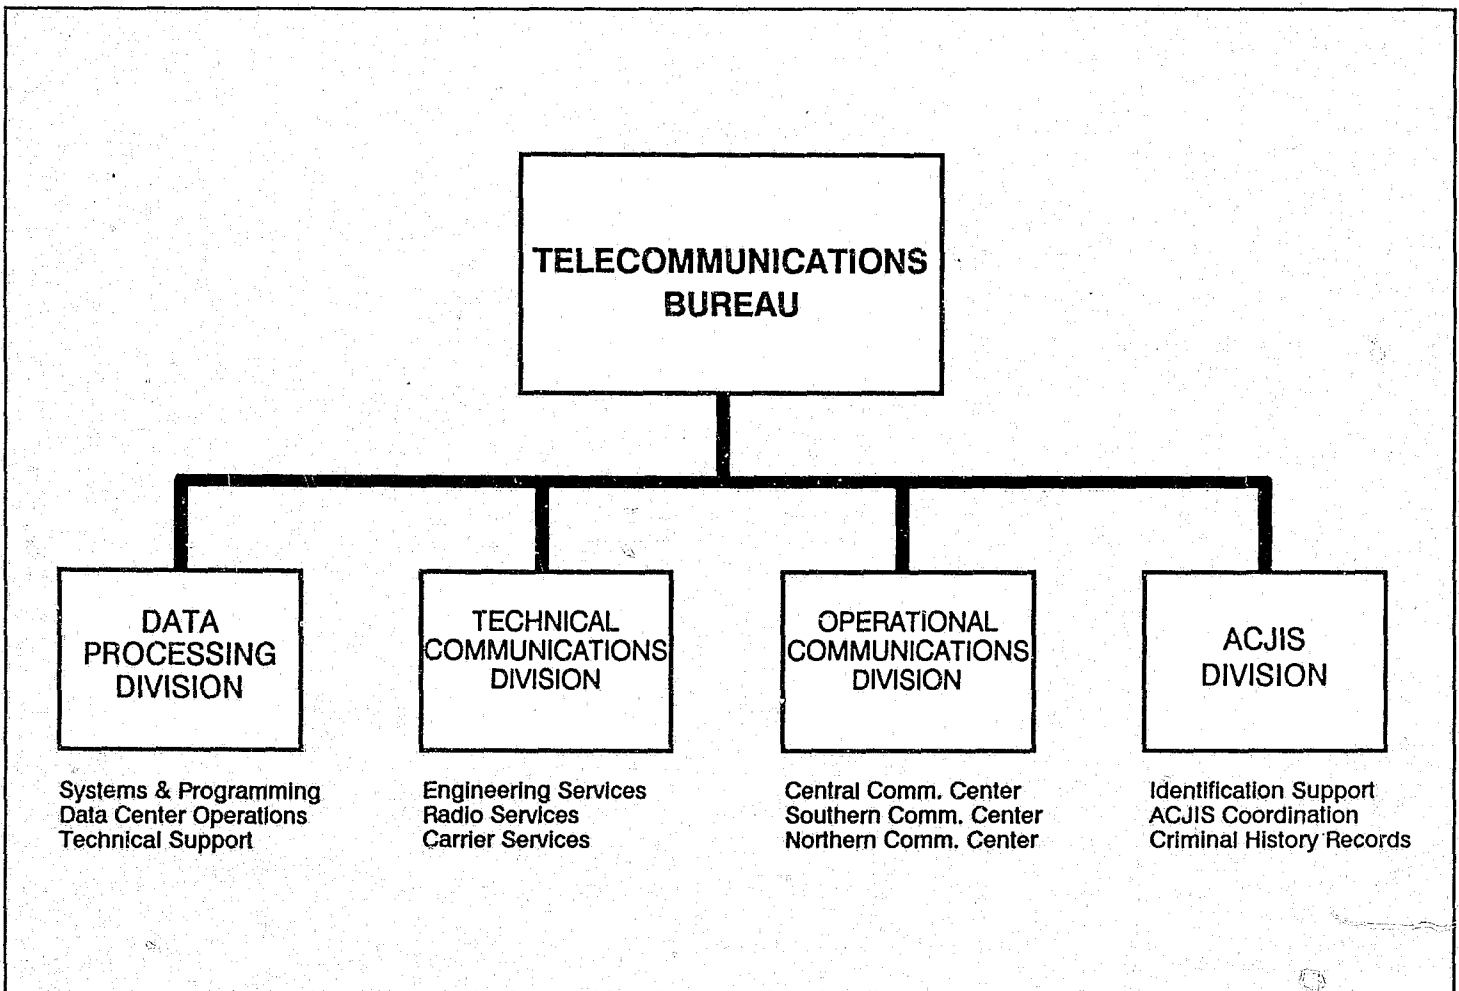 TELECOMMUNICATIONS
BUREAU
DATA
PROCESSING
DIVISION
Systems & Programming
Data Center Operations
Technical Support
TECHNICAL
COMMUNICATIONS
DIVISION
Engineering Services
Radio Services
Carrier Services
OPERATIONAL
COMMUNICATIONS
DIVISION
Central Comm. Center
Southern Comm. Center
Northern Comm. Center
ACJIS
DIVISION
Identification Support
ACJIS Coordination
Criminal History Records